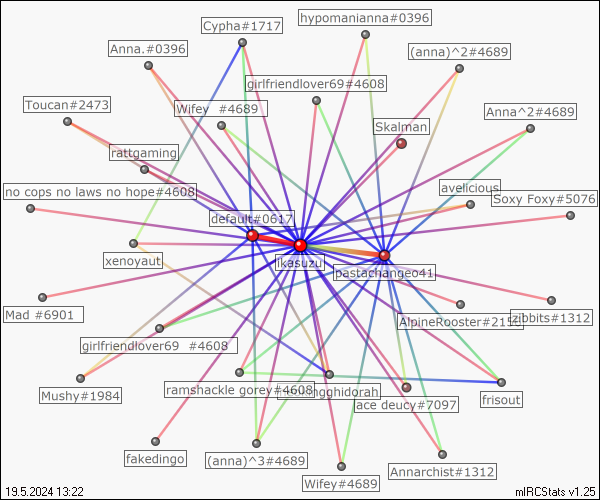 hypomanianna#0396
Cypha#1717
Anna.#0396
(anna)^2#4689
girlfriendlover69#4608
Toucan#2473
Wifey  #4689
Anna^2#4689
Skalman
rattgaming
no cops no laws no hope#4608
avelicious
Soxy Foxy#5076
default#0617
xenoyaut
ikasuzu
pastachangeo41
Mad #6901
AlpineRooster#215
zibbits#1312
girlfriendlover69  #4608
Mushy#1984
ramshackle gorey#4608
ngghidorah
ace deucy#7097
frisout
fakedingo
(anna)^3#4689
Annarchist#1312
Wifey#4689
19.5.2024 13:22
mIRCStats v1.25